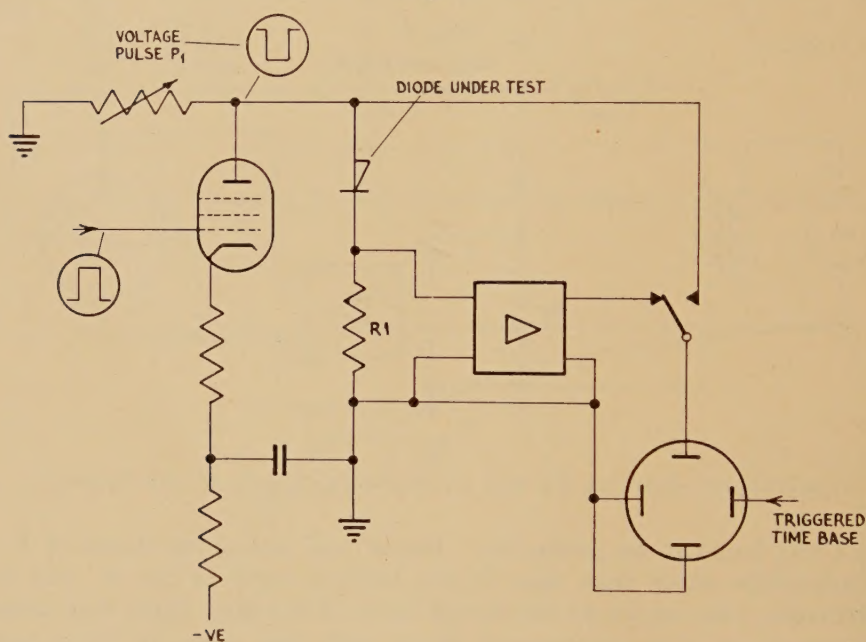 VOLTAGE
PULSE P1
DIODE UNDER TEST
R1
TRIGGERED
TIME BASE
-VE